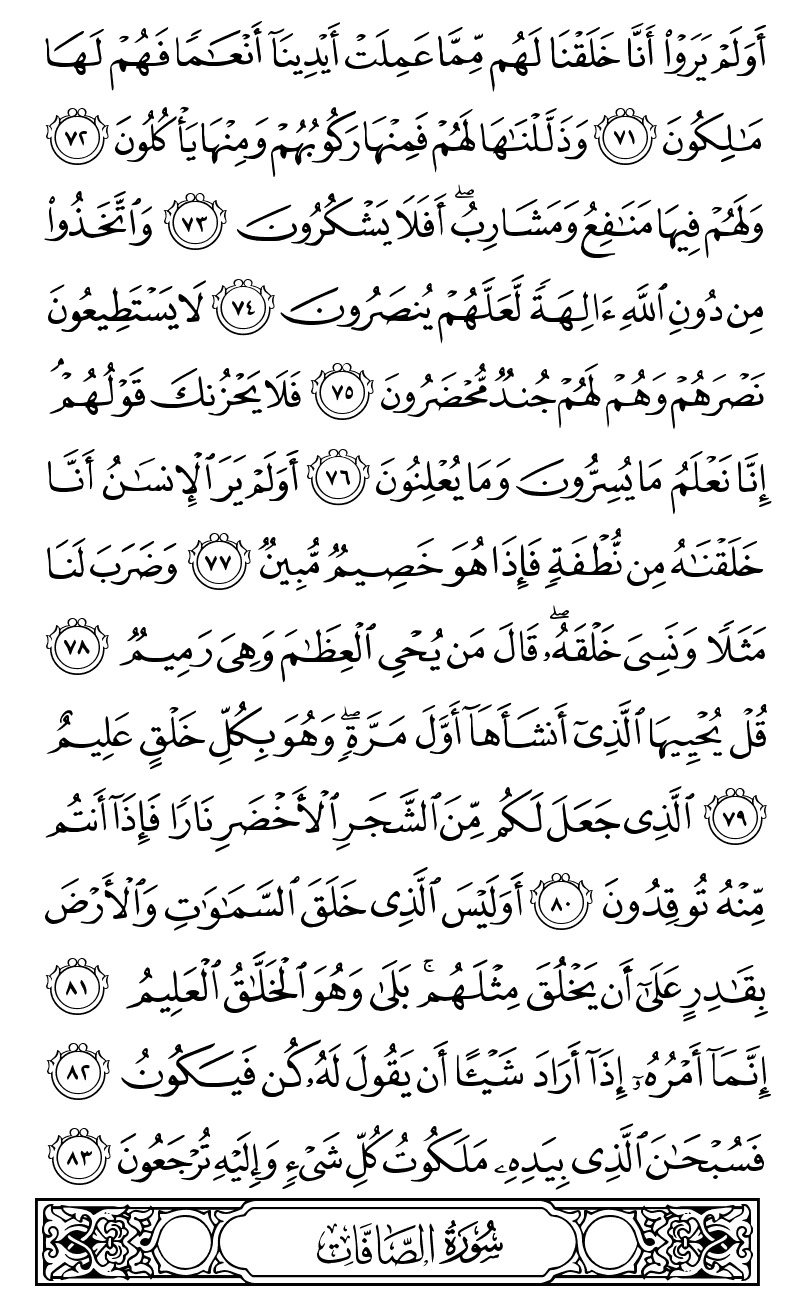 أَوَلَمْ يَرَوْا۟ أَنَّا خَلَقْنَا لَهُم مِّمَّا عَمِلَتْ أَيْدِينَآ أَنْعَٰمًا فَهُمْ لَهَا
مَٰلِكُونَ ٧١ وَذَلَّلْنَٰهَا لَهُمْ فَمِنْهَا رَكُوبُهُمْ وَمِنْهَا يَأْكُلُونَ ٧٢
وَلَهُمْ فِيهَا مَنَٰفِعُ وَمَشَارِبُ ۖ أَفَلَا يَشْكُرُونَ ٧٣ وَٱتَّخَذُوا۟
مِن دُونِ ٱللَّهِ ءَالِهَةً لَّعَلَّهُمْ يُنصَرُونَ ٧٤ لَا يَسْتَطِيعُونَ
نَصْرَهُمْ وَهُمْ لَهُمْ جُندٌ مُّحْضَرُونَ ٧٥ فَلَا يَحْزُنكَ قَوْلُهُمْ ۘ
إِنَّا نَعْلَمُ مَا يُسِرُّونَ وَمَا يُعْلِنُونَ ٧٦ أَوَلَمْ يَرَ ٱلْإِنسَٰنُ أَنَّا
خَلَقْنَٰهُ مِن نُّطْفَةٍ فَإِذَا هُوَ خَصِيمٌ مُّبِينٌ ٧٧ وَضَرَبَ لَنَا
مَثَلًا وَنَسِىَ خَلْقَهُۥ ۖ قَالَ مَن يُحْىِ ٱلْعِظَٰمَ وَهِىَ رَمِيمٌ ٧٨
قُلْ يُحْيِيهَا ٱلَّذِىٓ أَنشَأَهَآ أَوَّلَ مَرَّةٍ ۖ وَهُوَ بِكُلِّ خَلْقٍ عَلِيمٌ
٧٩ ٱلَّذِى جَعَلَ لَكُم مِّنَ ٱلشَّجَرِ ٱلْأَخْضَرِ نَارًا فَإِذَآ أَنتُم
مِّنْهُ تُوقِدُونَ ٨٠ أَوَلَيْسَ ٱلَّذِى خَلَقَ ٱلسَّمَٰوَٰتِ وَٱلْأَرْضَ
بِقَٰدِرٍ عَلَىٰٓ أَن يَخْلُقَ مِثْلَهُم ۚ بَلَىٰ وَهُوَ ٱلْخَلَّٰقُ ٱلْعَلِيمُ ٨١
إِنَّمَآ أَمْرُهُۥٓ إِذَآ أَرَادَ شَيْـًٔا أَن يَقُولَ لَهُۥ كُن فَيَكُونُ ٨٢
فَسُبْحَٰنَ ٱلَّذِى بِيَدِهِۦ مَلَكُوتُ كُلِّ شَىْءٍ وَإِلَيْهِ تُرْجَعُونَ ٨٣
سُورَةُ الصَّافَّاتِ